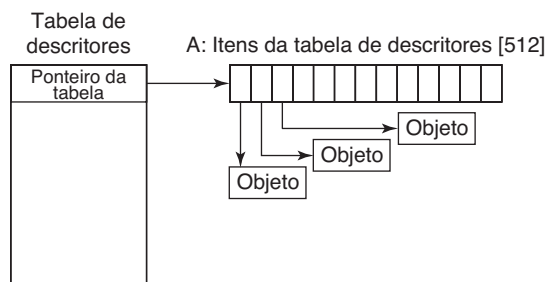 Tabela de
descritores
A: Itens da tabela de descritores [512]
Ponteiro da
tabela
Objeto
Objeto
Objeto